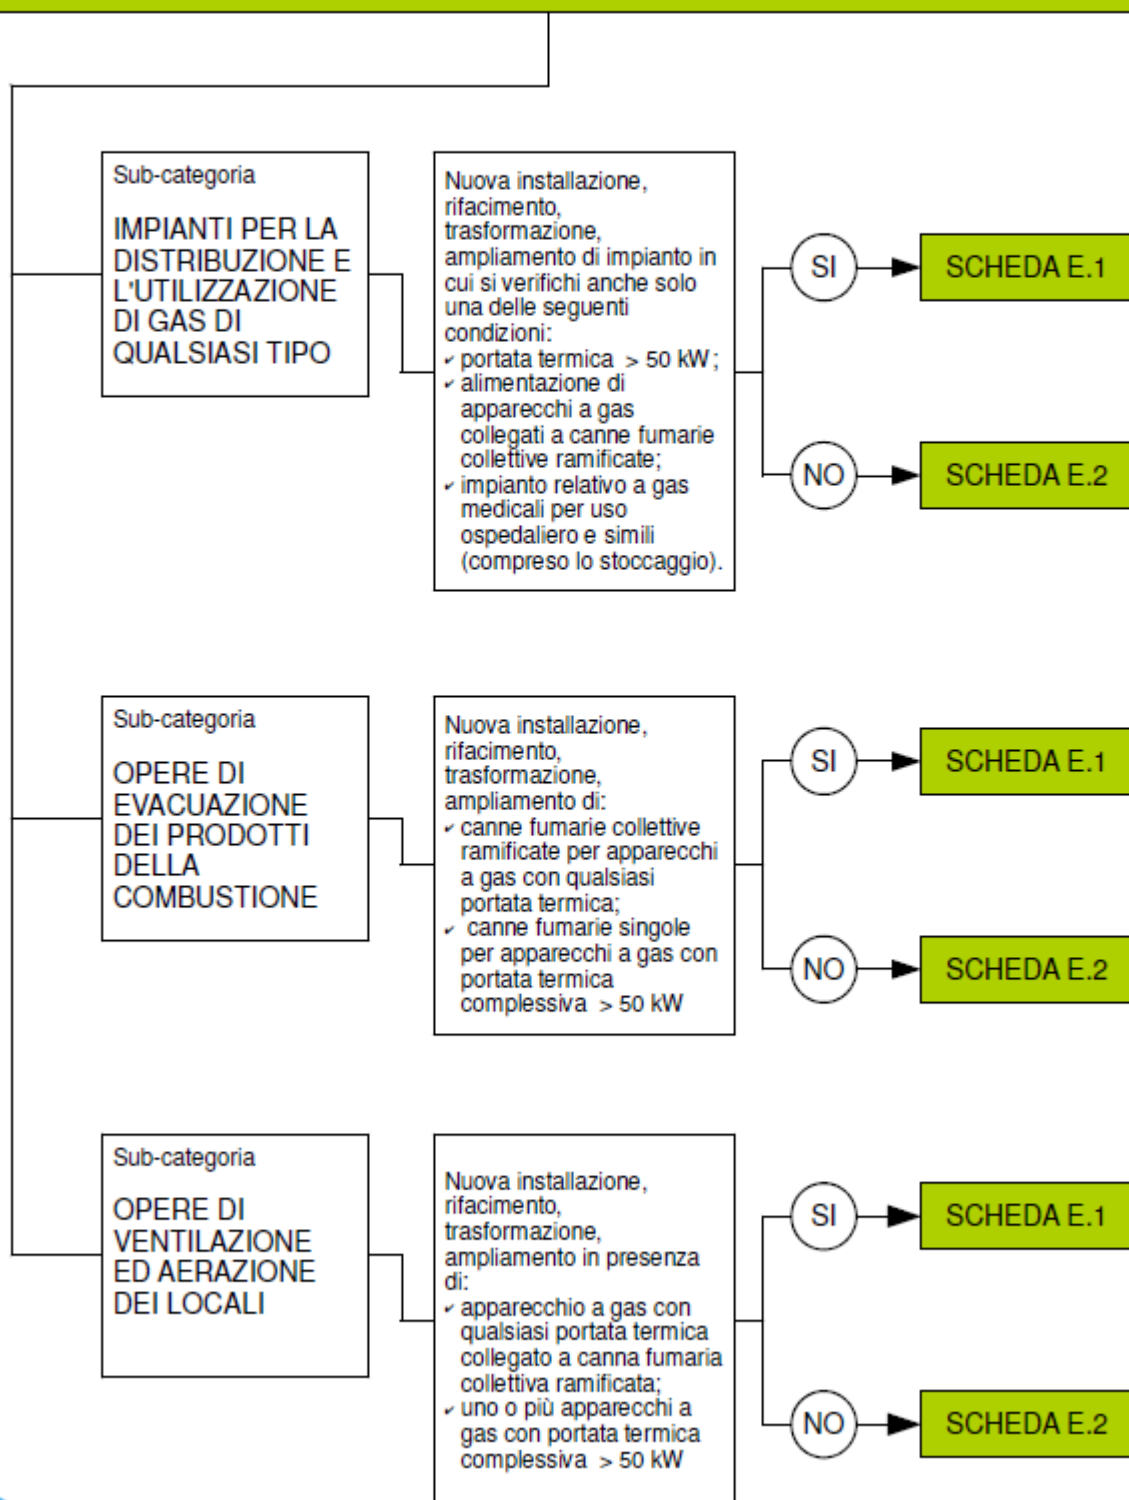 Sub-categoria
IMPIANTI PER LA
DISTRIBUZIONE E
L'UTILIZZAZIONE
DI GAS DI
QUALSIASI TIPO
Nuova installazione,
rifacimento,
trasformazione,
ampliamento di impianto in
cui si verifichi anche solo
una delle seguenti
condizioni:
✓ portata termica > 50 kW;
✓ alimentazione di
apparecchi a gas
collegati a canne fumarie
collettive ramificate;
✓ impianto relativo a gas
medicali per uso
ospedaliero e simili
(compreso lo stoccaggio).
SI
SCHEDA E.1
NO
SCHEDA E.2
Sub-categoria
OPERE DI
EVACUAZIONE
DEI PRODOTTI
DELLA
COMBUSTIONE
Nuova installazione,
rifacimento,
trasformazione,
ampliamento di:
✓ canne fumarie collettive
ramificate per apparecchi
a gas con qualsiasi
portata termica;
✓ canne fumarie singole
per apparecchi a gas con
portata termica
complessiva > 50 kW
SI
SCHEDA E.1
NO
SCHEDA E.2
Sub-categoria
OPERE DI
VENTILAZIONE
ED AERAZIONE
DEI LOCALI
Nuova installazione,
rifacimento,
trasformazione,
ampliamento in presenza
di:
✓ apparecchio a gas con
qualsiasi portata termica
collegato a canna fumaria
collettiva ramificata;
✓ uno o più apparecchi a
gas con portata termica
complessiva > 50 kW
SI
SCHEDA E.1
NO
SCHEDA E.2